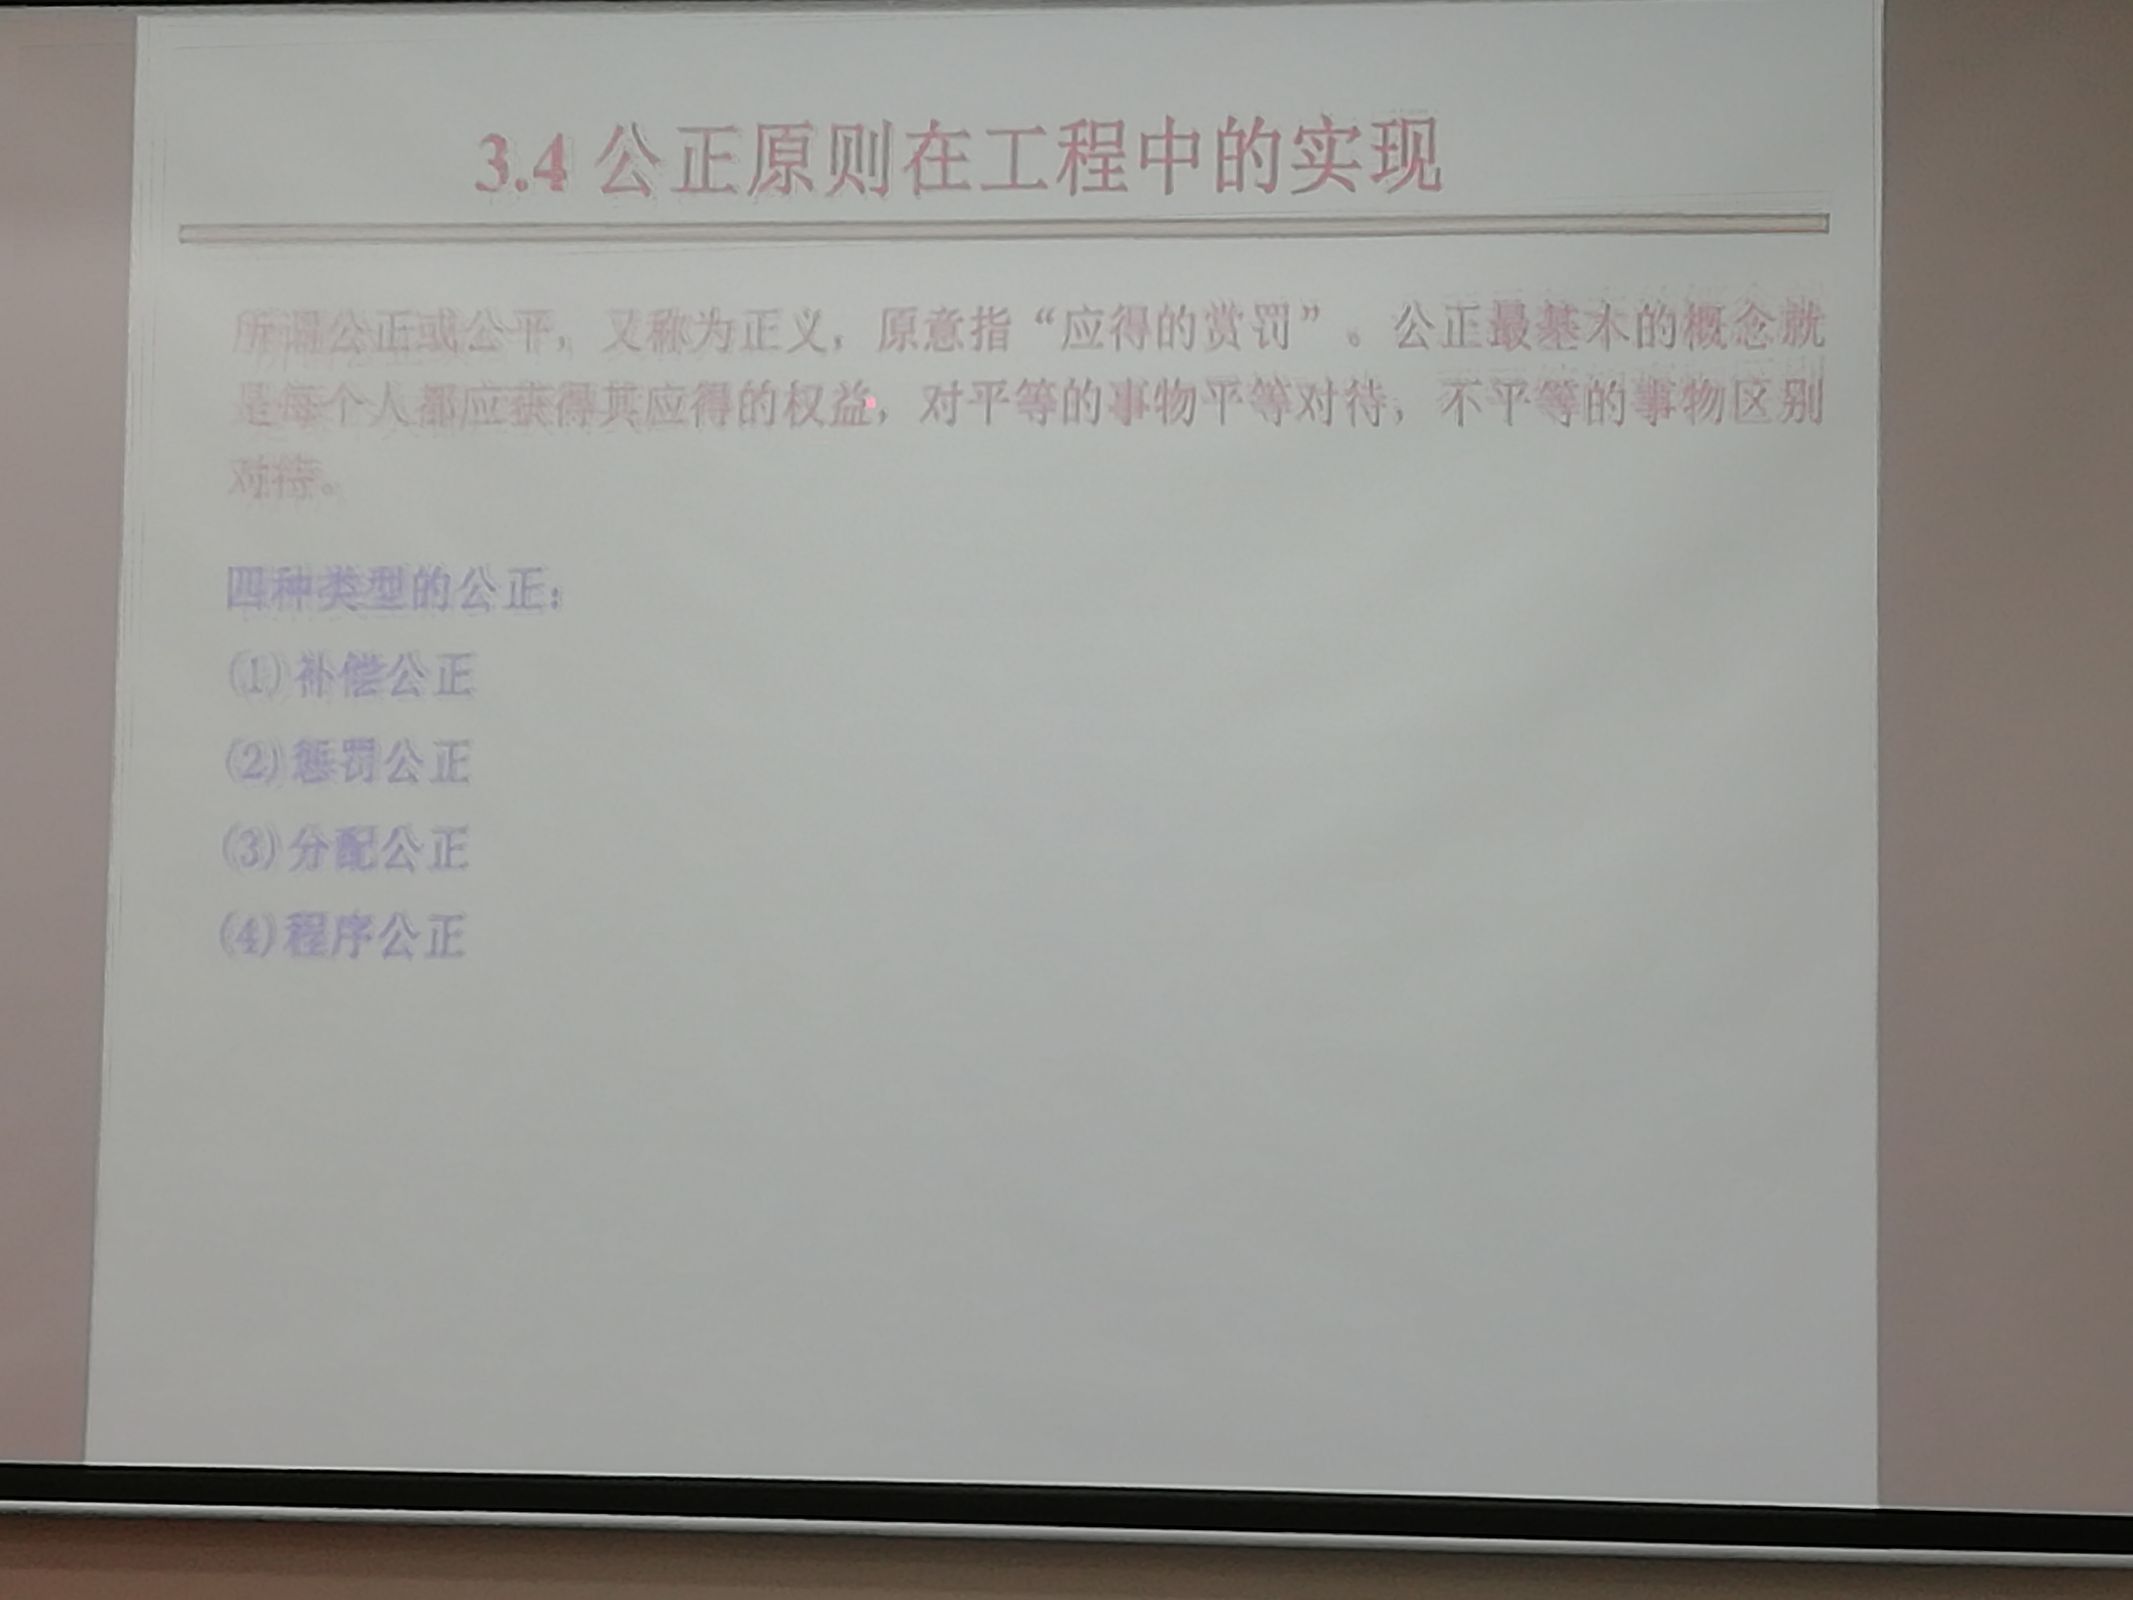 3.4 公正原则在工程中的实现
所谓公正或公平，又称为正义，原意指“应得的赏罚”。公正最基本的概念就
是每个人都应获得其应得的权益，对平等的事物平等对待，不平等的事物区别
对待。
四种类型的公正：
(1)补偿公正
(2)惩罚公正
(3)分配公正
(4)程序公正